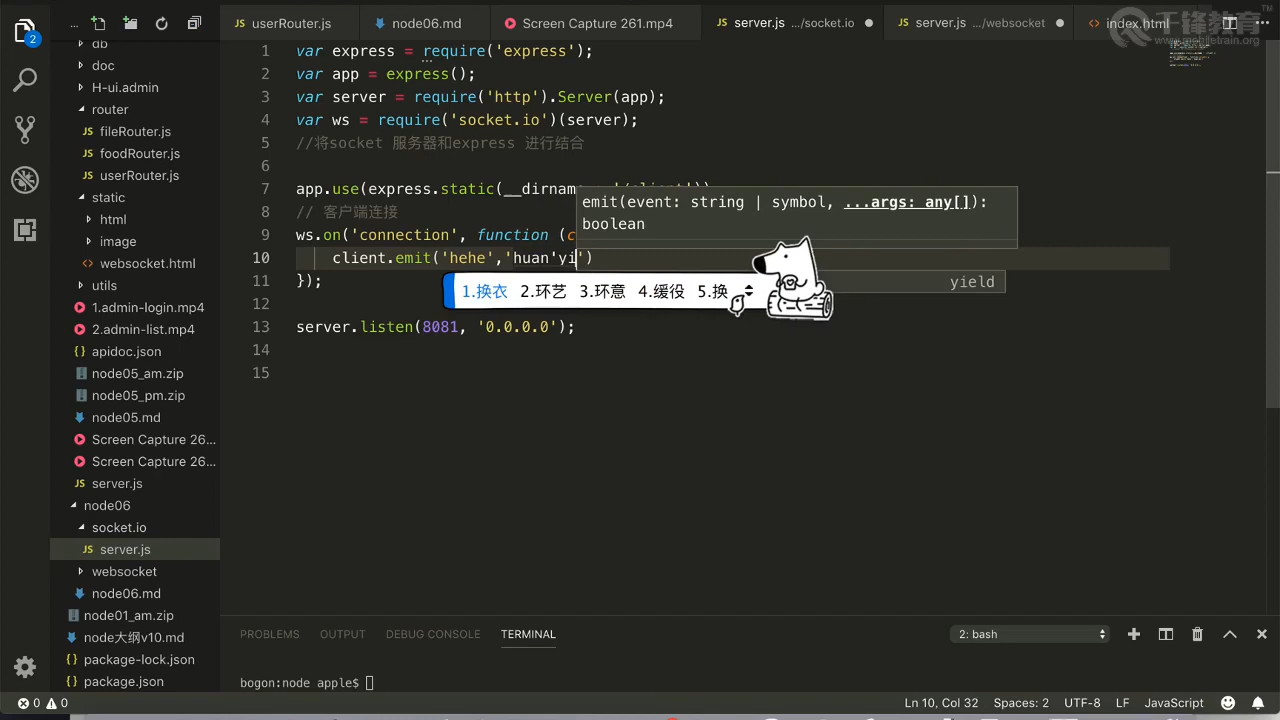 ... userRouter.js node06.md Screen Capture 261.mp4 server.js .../socket.io server.js .../websocket index.html
千锋教育
www.mobiletrain.org
2
db
doc
H-ui.admin
router
fileRouter.js
foodRouter.js
userRouter.js
static
html
image
websocket.html
utils
1.admin-login.mp4
2.admin-list.mp4
apidoc.json
node05_am.zip
node05_pm.zip
node05.md
Screen Capture 26...
Screen Capture 26...
server.js
node06
socket.io
server.js
websocket
node06.md
node01_am.zip
node大纲v10.md
package-lock.json
package.json
1 var express = require('express');
2 var app = express();
3 var server = require('http').Server(app);
4 var ws = require('socket.io')(server);
5 //将socket 服务器和express 进行结合
6
7 app.use(express.static(__dirname
8 // 客户端连接
9 ws.on('connection', function (c
10 client.emit('hehe','huan'yi')
11 });
12
13 server.listen(8081, '0.0.0.0');
14
15
emit(event: string | symbol, ...args: any[]):
boolean
1.换衣 2.环艺 3.环意 4.缓役 5.换
yield
PROBLEMS OUTPUT DEBUG CONSOLE TERMINAL 2: bash
bogon:node apple$
0 0 Ln 10, Col 32 Spaces: 2 UTF-8 LF JavaScript